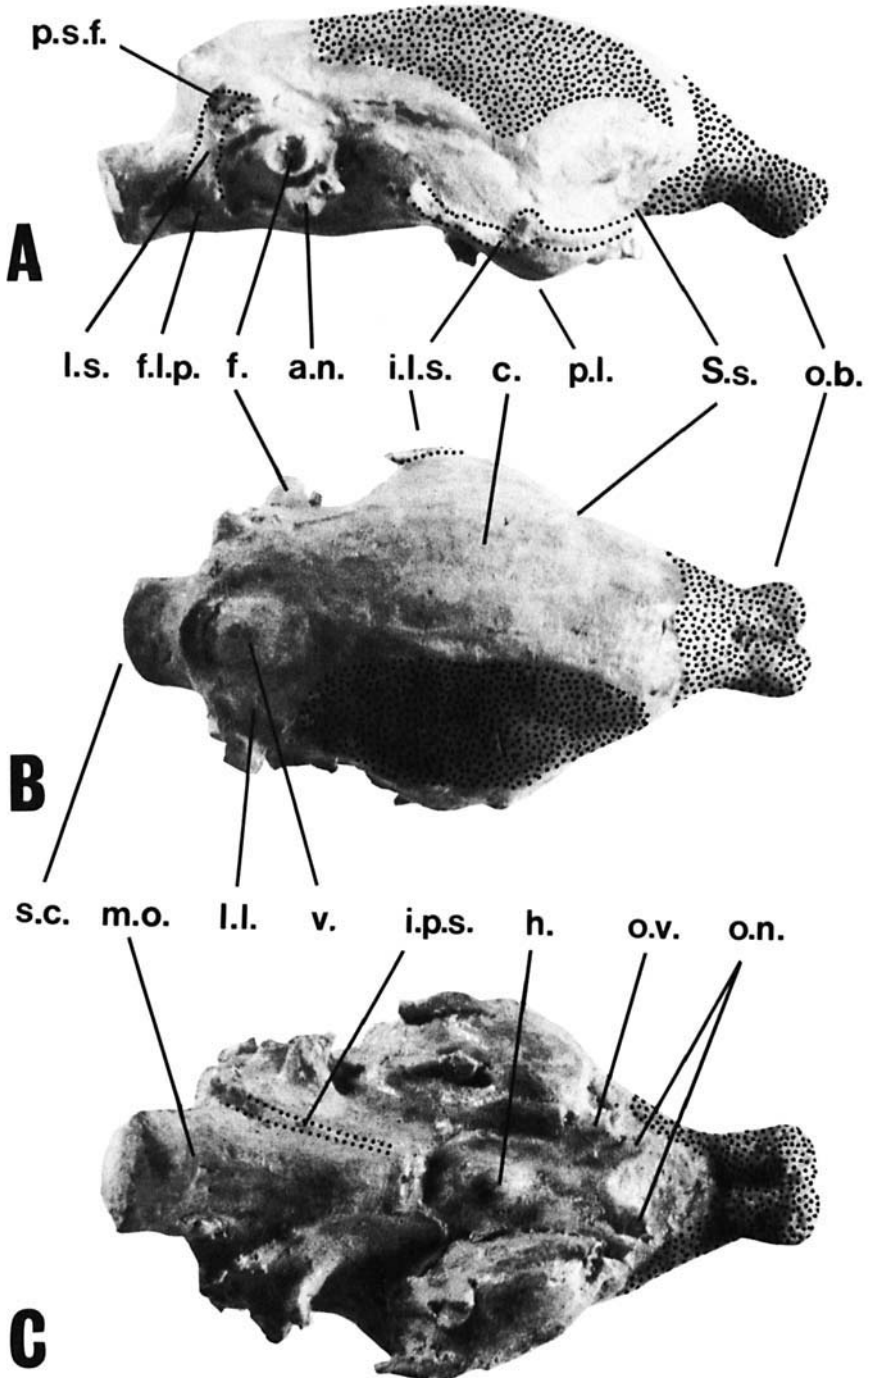 p.s.f.
A
l.s. f.l.p. f. a.n. i.l.s. c. p.l. S.s. o.b.
B
s.c. m.o. l.l. v. i.p.s. h. o.v. o.n.
C